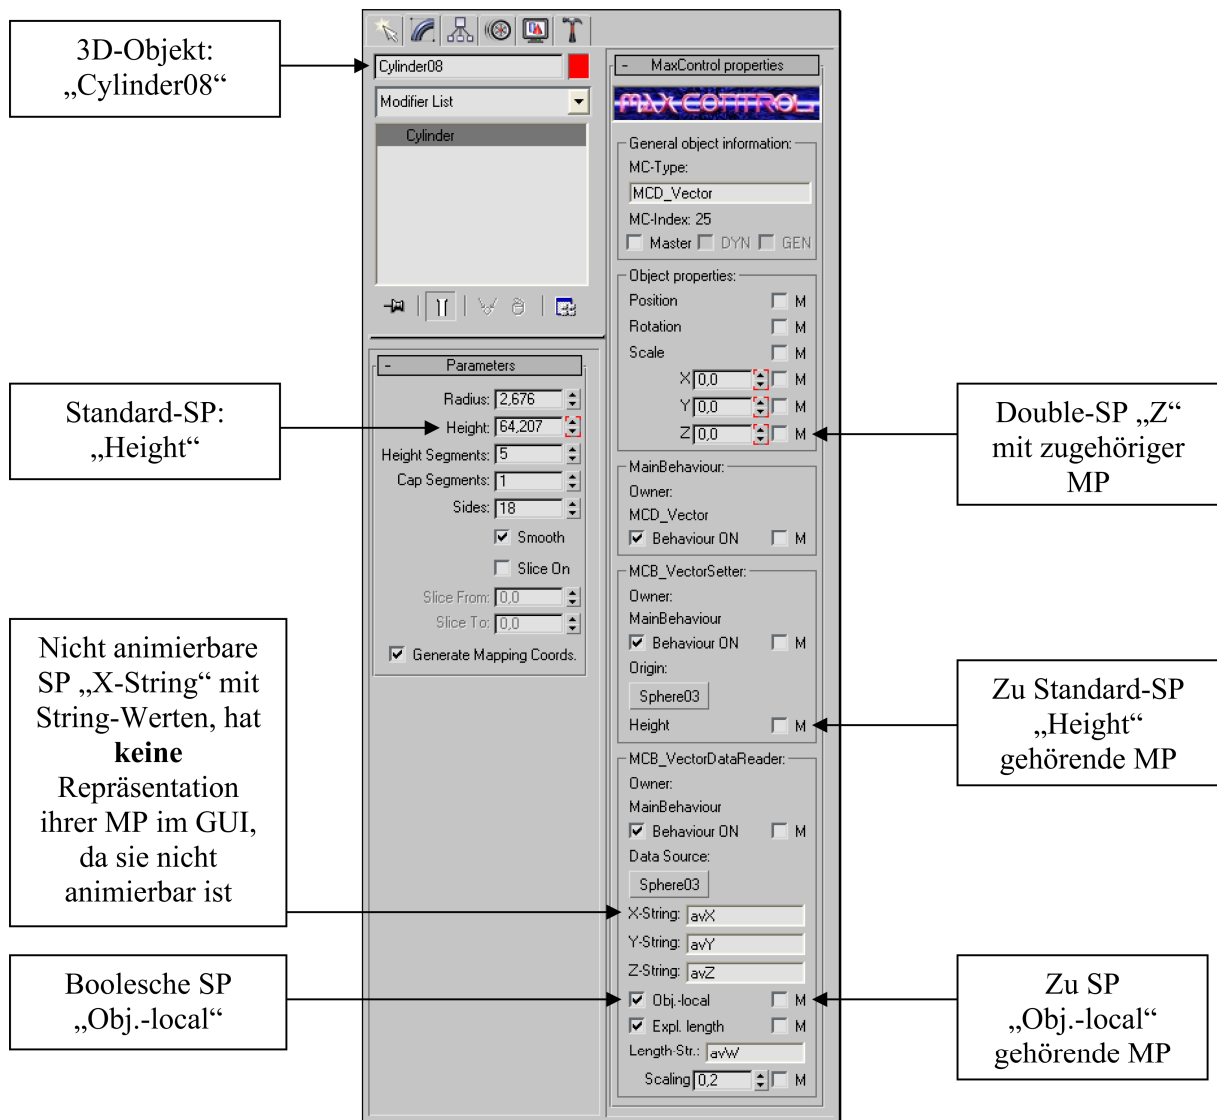 3D-Objekt:
„Cylinder08“
Standard-SP:
„Height“
Nicht animierbare
SP „X-String“ mit
String-Werten, hat
keine
Repräsentation
ihrer MP im GUI,
da sie nicht
animierbar ist
Boolesche SP
„Obj.-local“
Cylinder08
Modifier List
Cylinder
- Parameters
Radius: 2,676
Height: 64,207
Height Segments: 5
Cap Segments: 1
Sides: 18
Smooth
Slice On
Slice From: 0,0
Slice To: 0,0
Generate Mapping Coords.
- MaxControl properties
MAX CONTROL
General object information:
MC-Type:
MCD_Vector
MC-Index: 25
Master DYN GEN
Object properties:
Position M
Rotation M
Scale M
X 0,0 M
Y 0,0 M
Z 0,0 M
MainBehaviour:
Owner:
MCD_Vector
Behaviour ON M
MCB_VectorSetter:
Owner:
MainBehaviour
Behaviour ON M
Origin:
Sphere03
Height M
MCB_VectorDataReader:
Owner:
MainBehaviour
Behaviour ON M
Data Source:
Sphere03
X-String: avX
Y-String: avY
Z-String: avZ
Obj.-local M
Expl. length M
Length-Str.: avW
Scaling 0,2 M
Double-SP „Z“
mit zugehöriger
MP
Zu Standard-SP
„Height“
gehörende MP
Zu SP
„Obj.-local“
gehörende MP